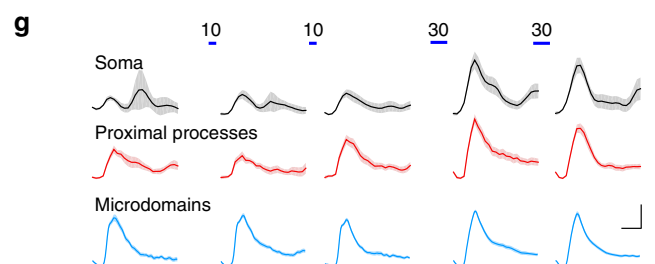 g
10 10 30 30
Soma
Proximal processes
Microdomains